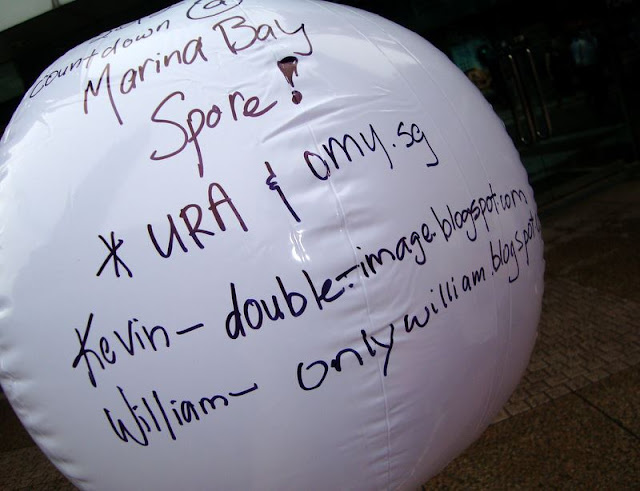 Countdown @
Marina Bay
Spore!
* URA & omy.sg
Kevin- double-image.blogspot.com
William- onlywilliam.blogspot.